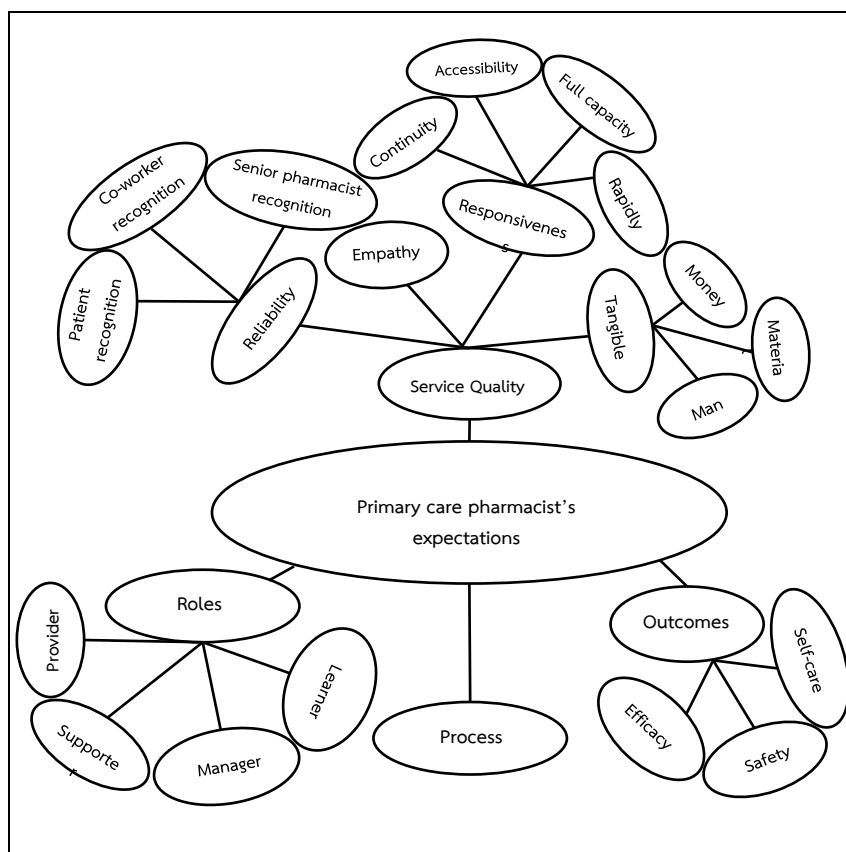 Accessibility
Full capacity
Continuity
Rapidly
Responsivenes
s
Co-worker
recognition
Senior pharmacist
recognition
Patient
recognition
Reliability
Empathy
Tangible
Money
Materia
Man
Service Quality
Primary care pharmacist's
expectations
Roles
Provider
Supporte
r
Manager
Learner
Process
Outcomes
Self-care
Efficacy
Safety